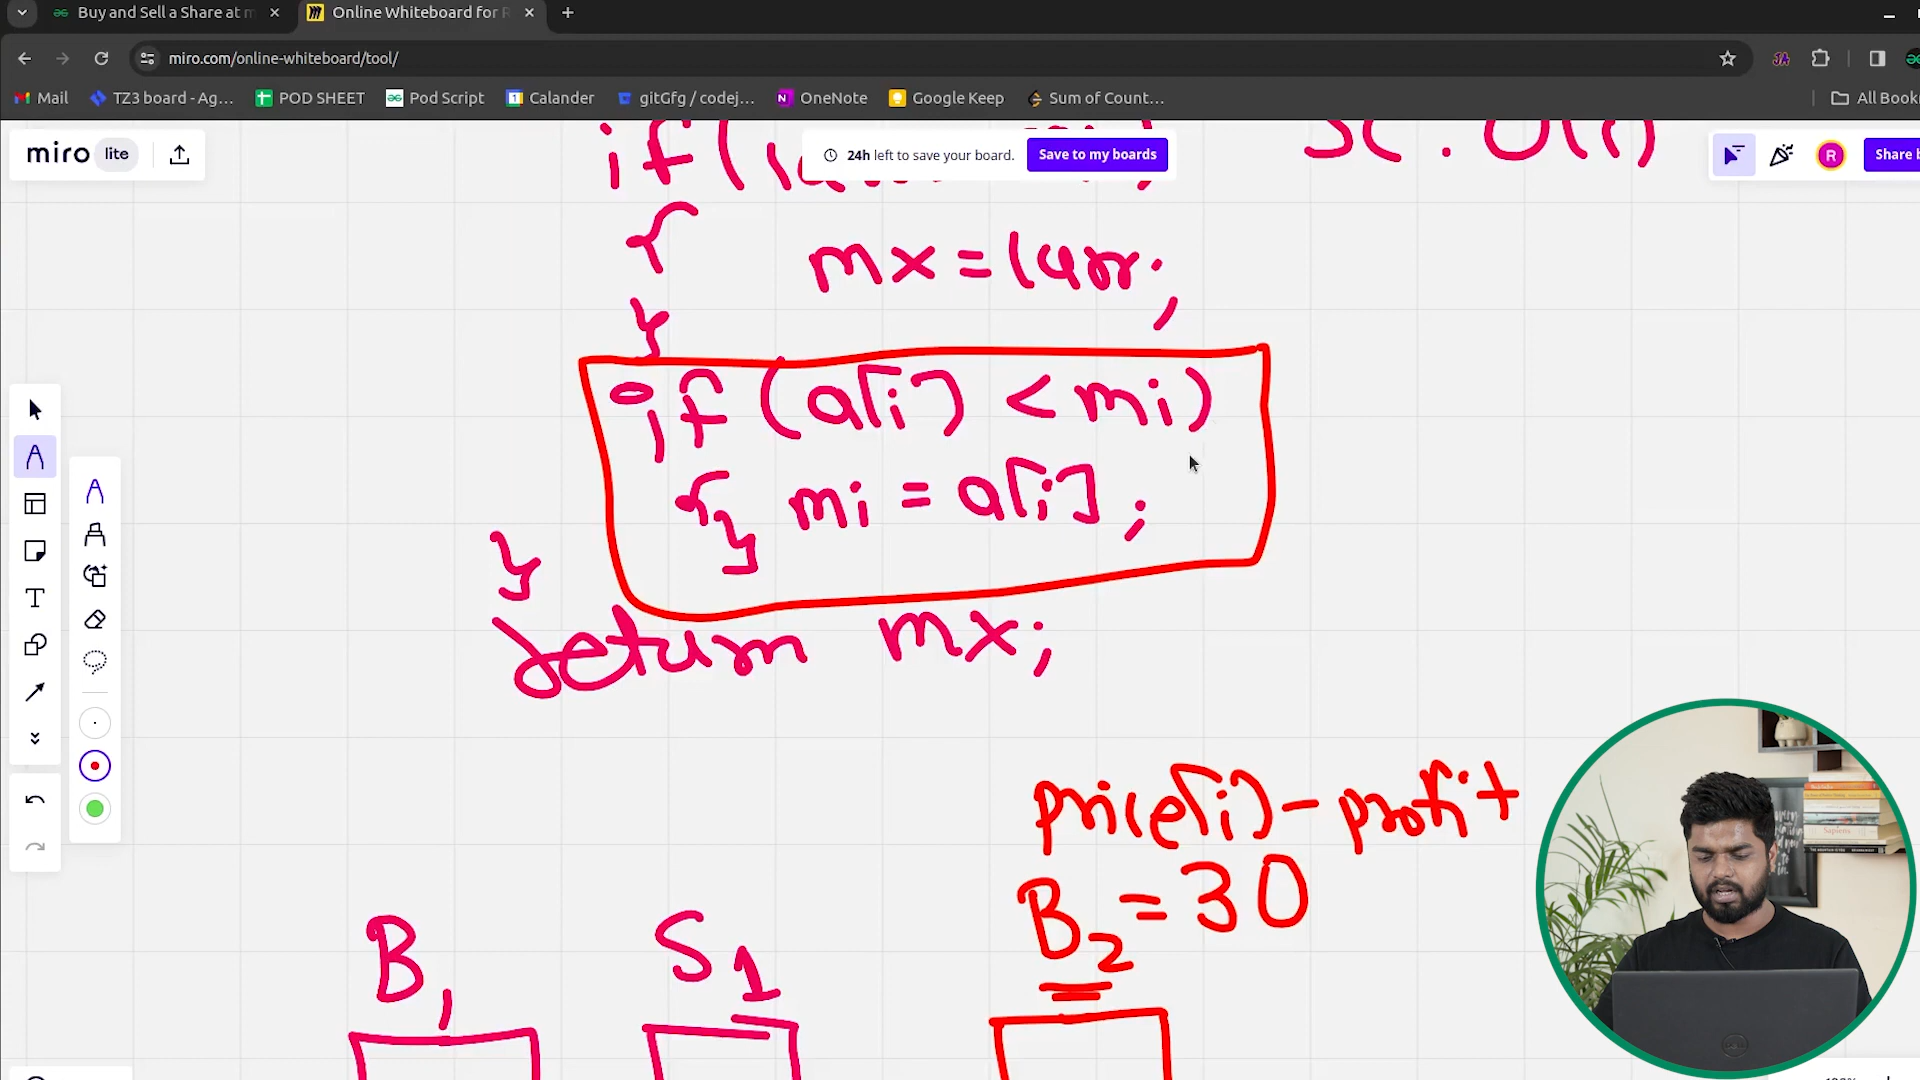 Buy and Sell a Share at m
Online Whiteboard for R
miro.com/online-whiteboard/tool/
Mail
TZ3 board - Ag...
POD SHEET
Pod Script
Calander
gitGfg / codej...
OneNote
Google Keep
Sum of Count...
All Book
miro lite
24h left to save your board.
Save to my boards
R
Share b
if(
S(. O(1)
{
mx = curr;
}
if (a[i] < mi)
{ mi = a[i];
}
}
return mx;
price[i] - profit
B2 = 30
B1
S1